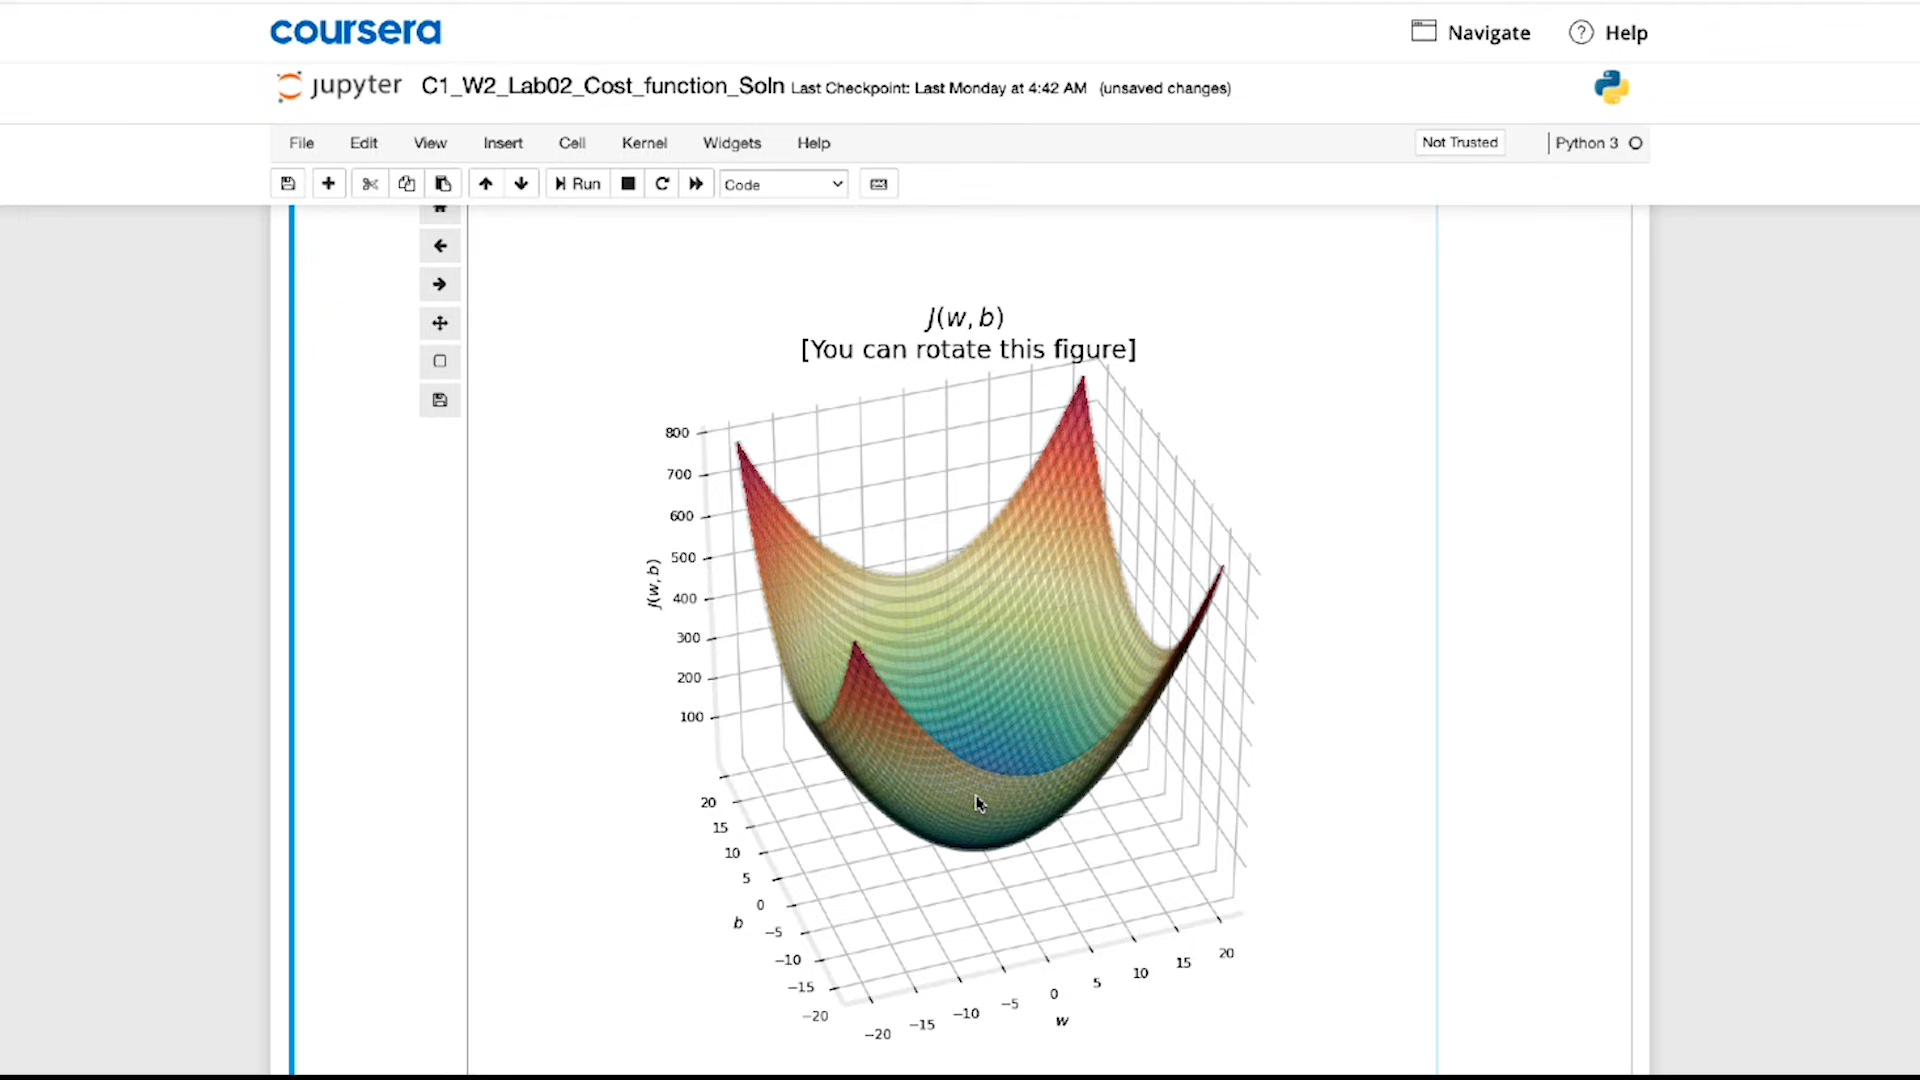 coursera
Navigate
Help
jupyter
C1_W2_Lab02_Cost_function_Soln Last Checkpoint: Last Monday at 4:42 AM (unsaved changes)
File Edit View Insert Cell Kernel Widgets Help
Not Trusted
Python 3
Run
Code
J(w, b)
[You can rotate this figure]
800
700
600
500
400
300
200
100
J(w, b)
20
15
10
5
0
−5
−10
−15
−20
b
−20
−15
−10
−5
0
5
10
15
20
w